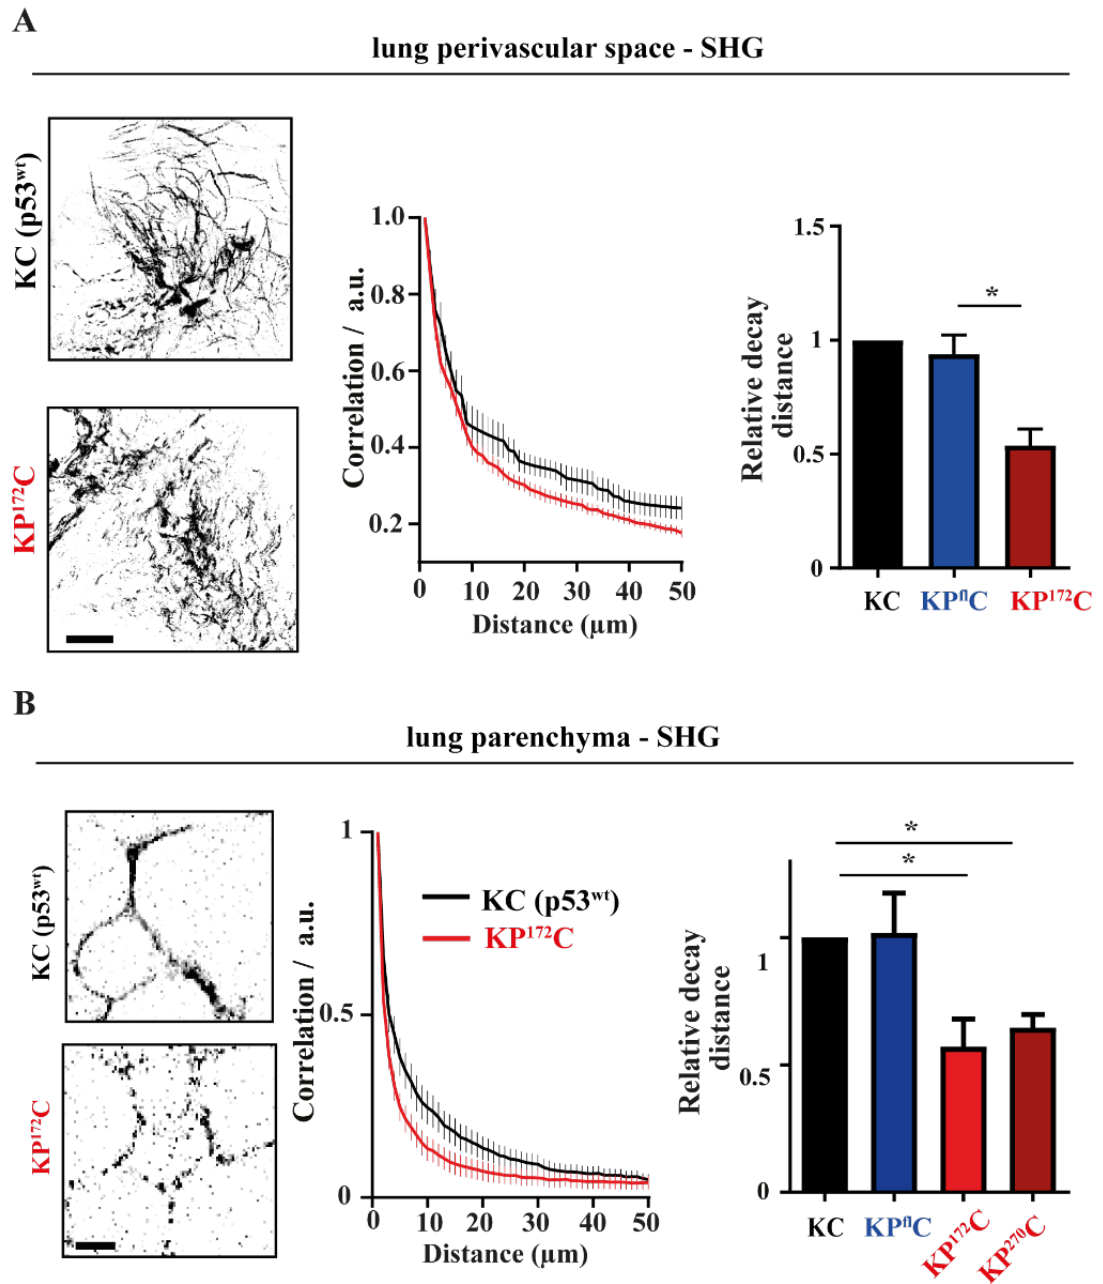 A
lung perivascular space - SHG
KC (p53ʷᵗ)
KP¹⁷²C
Correlation / a.u.
1.0
0.8
0.6
0.4
0.2
0 10 20 30 40 50
Distance (µm)
Relative decay
distance
1.5
1
0.5
0
*
KC KPᶠˡC KP¹⁷²C
B
lung parenchyma - SHG
KC (p53ʷᵗ)
KP¹⁷²C
Correlation / a.u.
1
0.5
0
KC (p53ʷᵗ)
KP¹⁷²C
0 10 20 30 40 50
Distance (µm)
Relative decay
distance
1
0.5
0
*
*
KC KPᶠˡC KP¹⁷²C KP²⁷⁰C